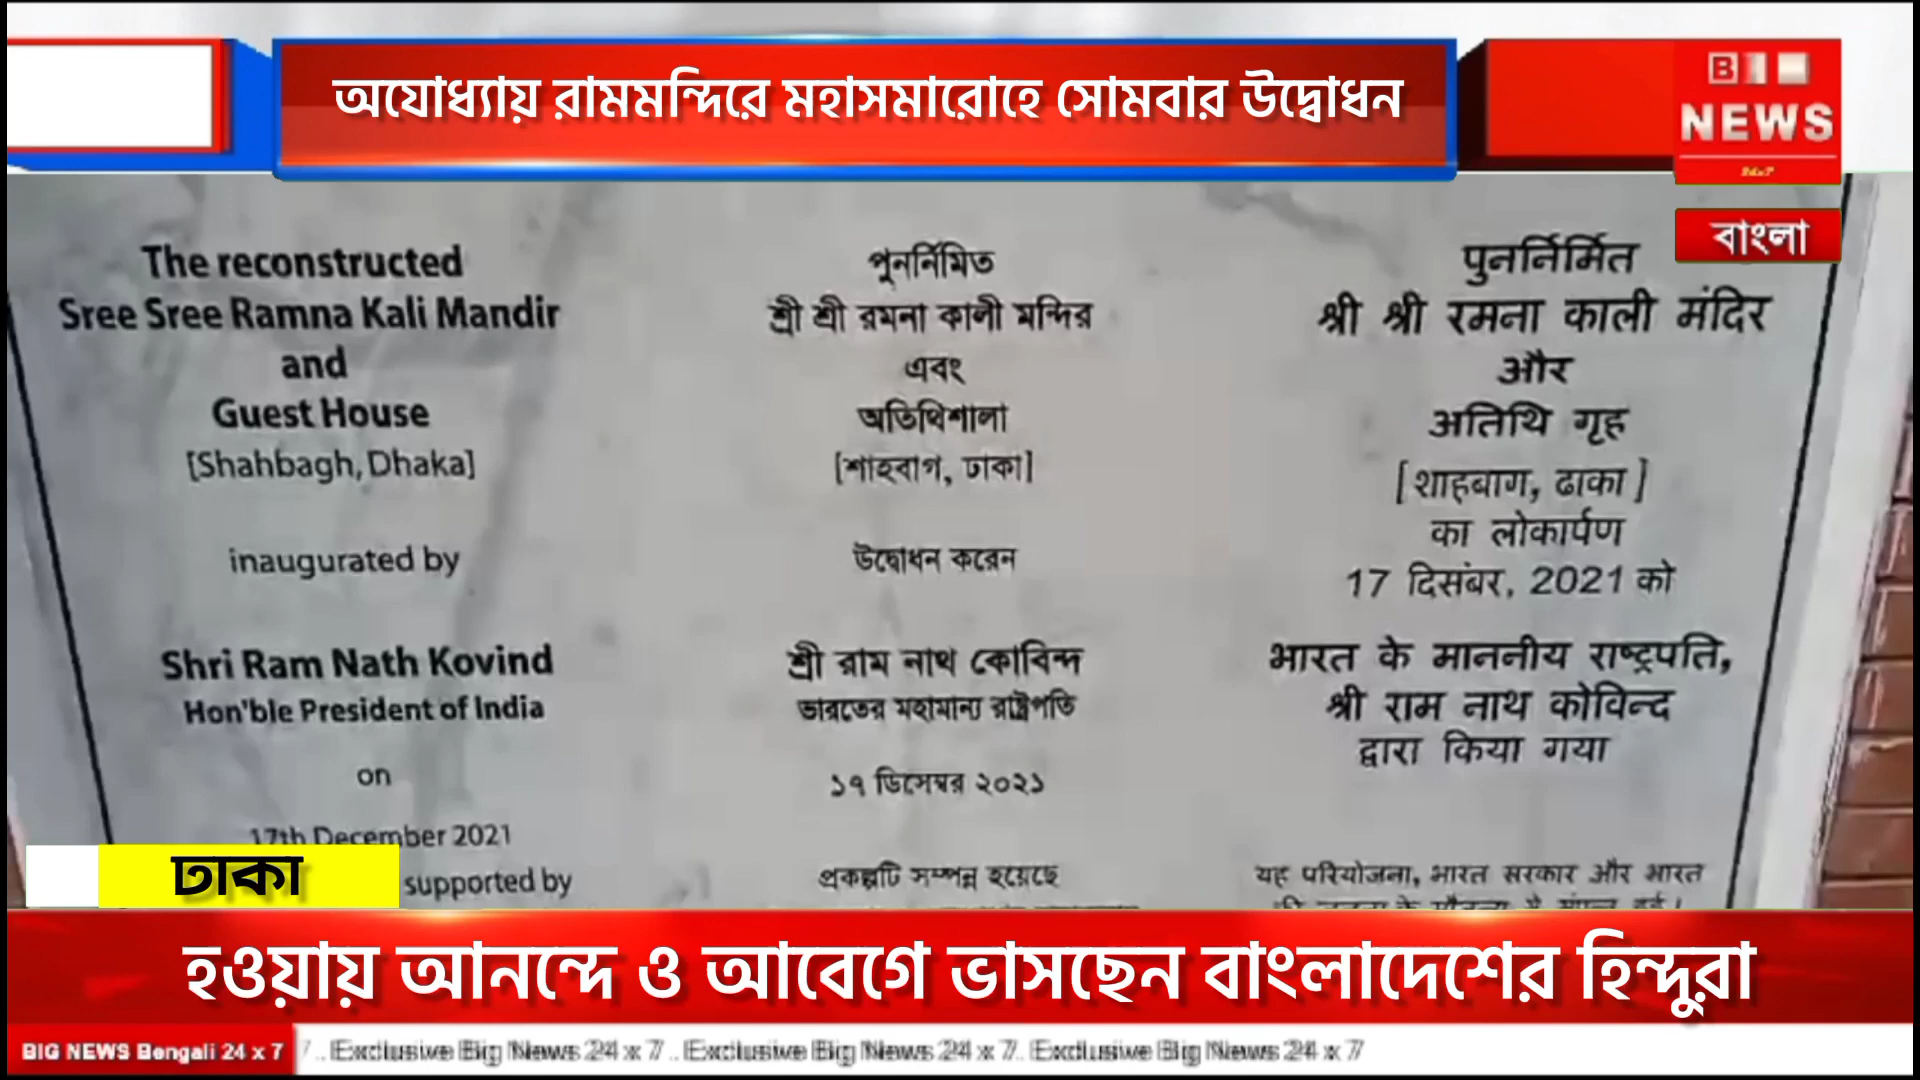 অযোধ্যায় রামমন্দিরে মহাসমারোহে সোমবার উদ্বোধন
BIG
NEWS
24x7
বাংলা
The reconstructed
Sree Sree Ramna Kali Mandir
and
Guest House
[Shahbagh, Dhaka]
inaugurated by
Shri Ram Nath Kovind
Hon'ble President of India
on
17th December 2021
supported by
পুনর্নির্মিত
শ্রী শ্রী রমনা কালী মন্দির
এবং
অতিথিশালা
[শাহবাগ, ঢাকা]
উদ্বোধন করেন
শ্রী রাম নাথ কোবিন্দ
ভারতের মহামান্য রাষ্ট্রপতি
১৭ ডিসেম্বর ২০২১
প্রকল্পটি সম্পন্ন হয়েছে
पुनर्निर्मित
श्री श्री रमना काली मंदिर
और
अतिथि गृह
[शाहबाग, ढाका]
का लोकार्पण
17 दिसंबर, 2021 को
भारत के माननीय राष्ट्रपति,
श्री राम नाथ कोविन्द
द्वारा किया गया
यह परियोजना, भारत सरकार और भारत
ঢাকা
হওয়ায় আনন্দে ও আবেগে ভাসছেন বাংলাদেশের হিন্দুরা
BIG NEWS Bengali 24 x 7 7 .. Exclusive Big News 24 x 7 .. Exclusive Big News 24 x 7. Exclusive Big News 24 x 7